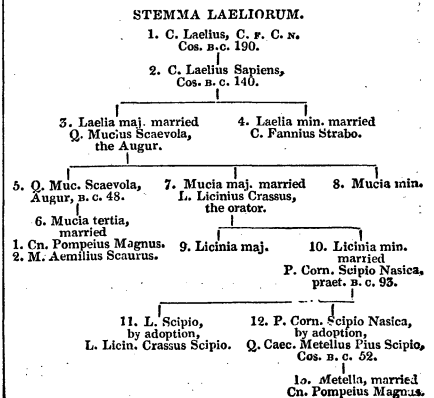 STEMMA LAELIORUM.
1. C. Laelius, C. F. C. N.
Cos. B. C. 190.
2. C. Laelius Sapiens,
Cos. B. C. 140.
3. Laelia maj. married
Q. Mucius Scaevola,
the Augur.
4. Laelia min. married
C. Fannius Strabo.
5. Q. Muc. Scaevola,
Augur, B. C. 48.
6. Mucia tertia,
married
1. Cn. Pompeius Magnus.
2. M. Aemilius Scaurus.
7. Mucia maj. married
L. Licinius Crassus,
the orator.
8. Mucia min.
9. Licinia maj.
10. Licinia min.
married
P. Corn. Scipio Nasica,
praet. B. C. 93.
11. L. Scipio,
by adoption,
L. Licin. Crassus Scipio.
12. P. Corn. Scipio Nasica,
by adoption,
Q. Caec. Metellus Pius Scipio,
Cos. B. C. 52.
Metella, married
Cn. Pompeius Magnus.